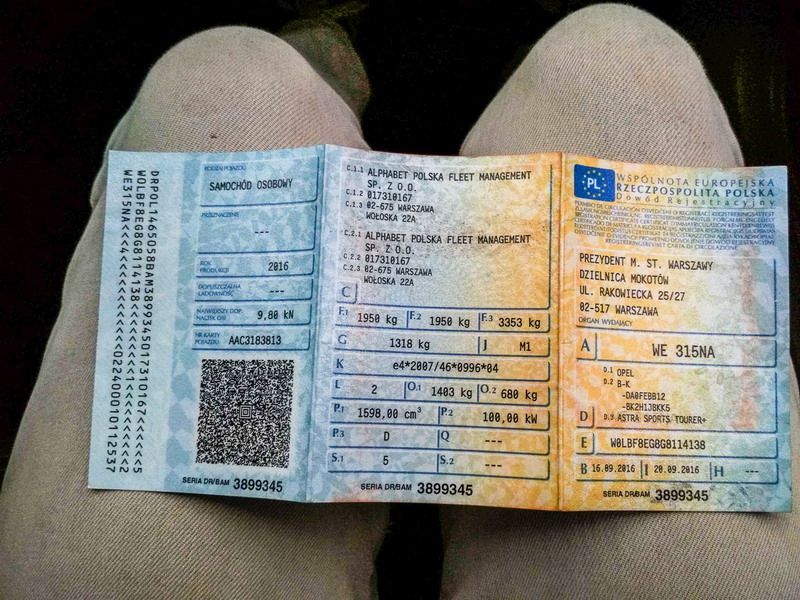 DRPOL1465058BAM3899345017310167<<<<<5
W0LBF8EG8G8114138<<<<<<<0224000101112537
WE315NA<<<<<<<<<<<<<<<<<<<<<<<<<2
RODZAJ POJAZDU
SAMOCHÓD OSOBOWY
PRZEZNACZENIE
---
ROK PRODUKCJI 2016
DOPUSZCZALNA ŁADOWNOŚĆ ---
NAJWIĘKSZY DOP. NACISK OSI 9,80 kN
NR KARTY POJAZDU AAC3183813
SERIA DR/BAM 3899345
C.1.1 ALPHABET POLSKA FLEET MANAGEMENT
SP. Z O.O.
C.1.2 017310167
C.1.3 02-675 WARSZAWA
WOŁOSKA 22A
C.2.1 ALPHABET POLSKA FLEET MANAGEMENT
SP. Z O.O.
C.2.2 017310167
C.2.3 02-675 WARSZAWA
WOŁOSKA 22A
C
F.1 1950 kg F.2 1950 kg F.3 3353 kg
G 1318 kg J M1
K e4*2007/46*0996*04
L 2 O.1 1403 kg O.2 680 kg
P.1 1598,00 cm³ P.2 100,00 kW
P.3 D Q ---
S.1 5 S.2 ---
SERIA DR/BAM 3899345
PL WSPÓLNOTA EUROPEJSKA
RZECZPOSPOLITA POLSKA
Dowód Rejestracyjny
PREZYDENT M. ST. WARSZAWY
DZIELNICA MOKOTÓW
UL. RAKOWIECKA 25/27
02-517 WARSZAWA
ORGAN WYDAJĄCY
A WE 315NA
D.1 OPEL
D.2 B-K
-DA0FEBB12
-BK2H1JBKK5
D D.3 ASTRA SPORTS TOURER+
E W0LBF8EG8G8114138
B 16.09.2016 I 20.09.2016 H ---
SERIA DR/BAM 3899345